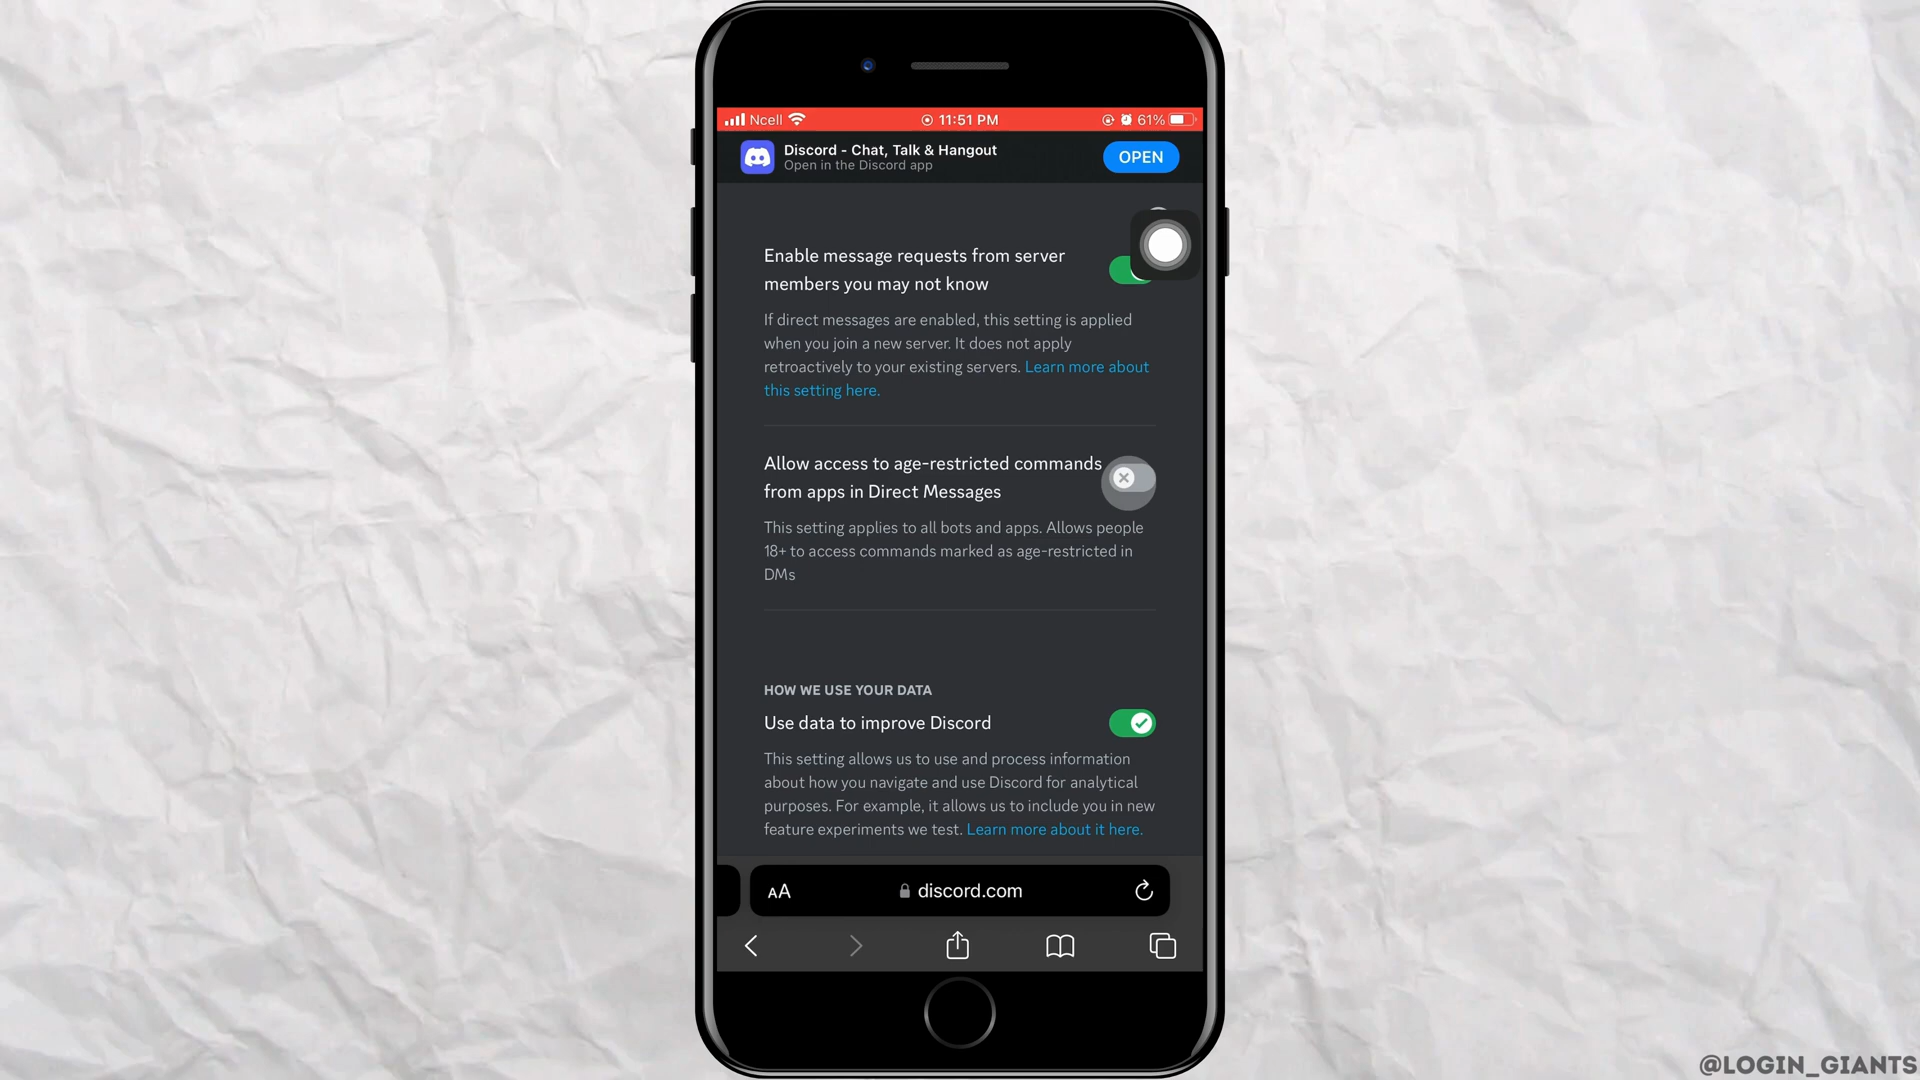 Ncell 11:51 PM 61%
Discord - Chat, Talk & Hangout
Open in the Discord app
OPEN
Enable message requests from server
members you may not know
If direct messages are enabled, this setting is applied
when you join a new server. It does not apply
retroactively to your existing servers. Learn more about
this setting here.
Allow access to age-restricted commands
from apps in Direct Messages
This setting applies to all bots and apps. Allows people
18+ to access commands marked as age-restricted in
DMs
HOW WE USE YOUR DATA
Use data to improve Discord
This setting allows us to use and process information
about how you navigate and use Discord for analytical
purposes. For example, it allows us to include you in new
feature experiments we test. Learn more about it here.
AA discord.com
@LOGIN_GIANTS